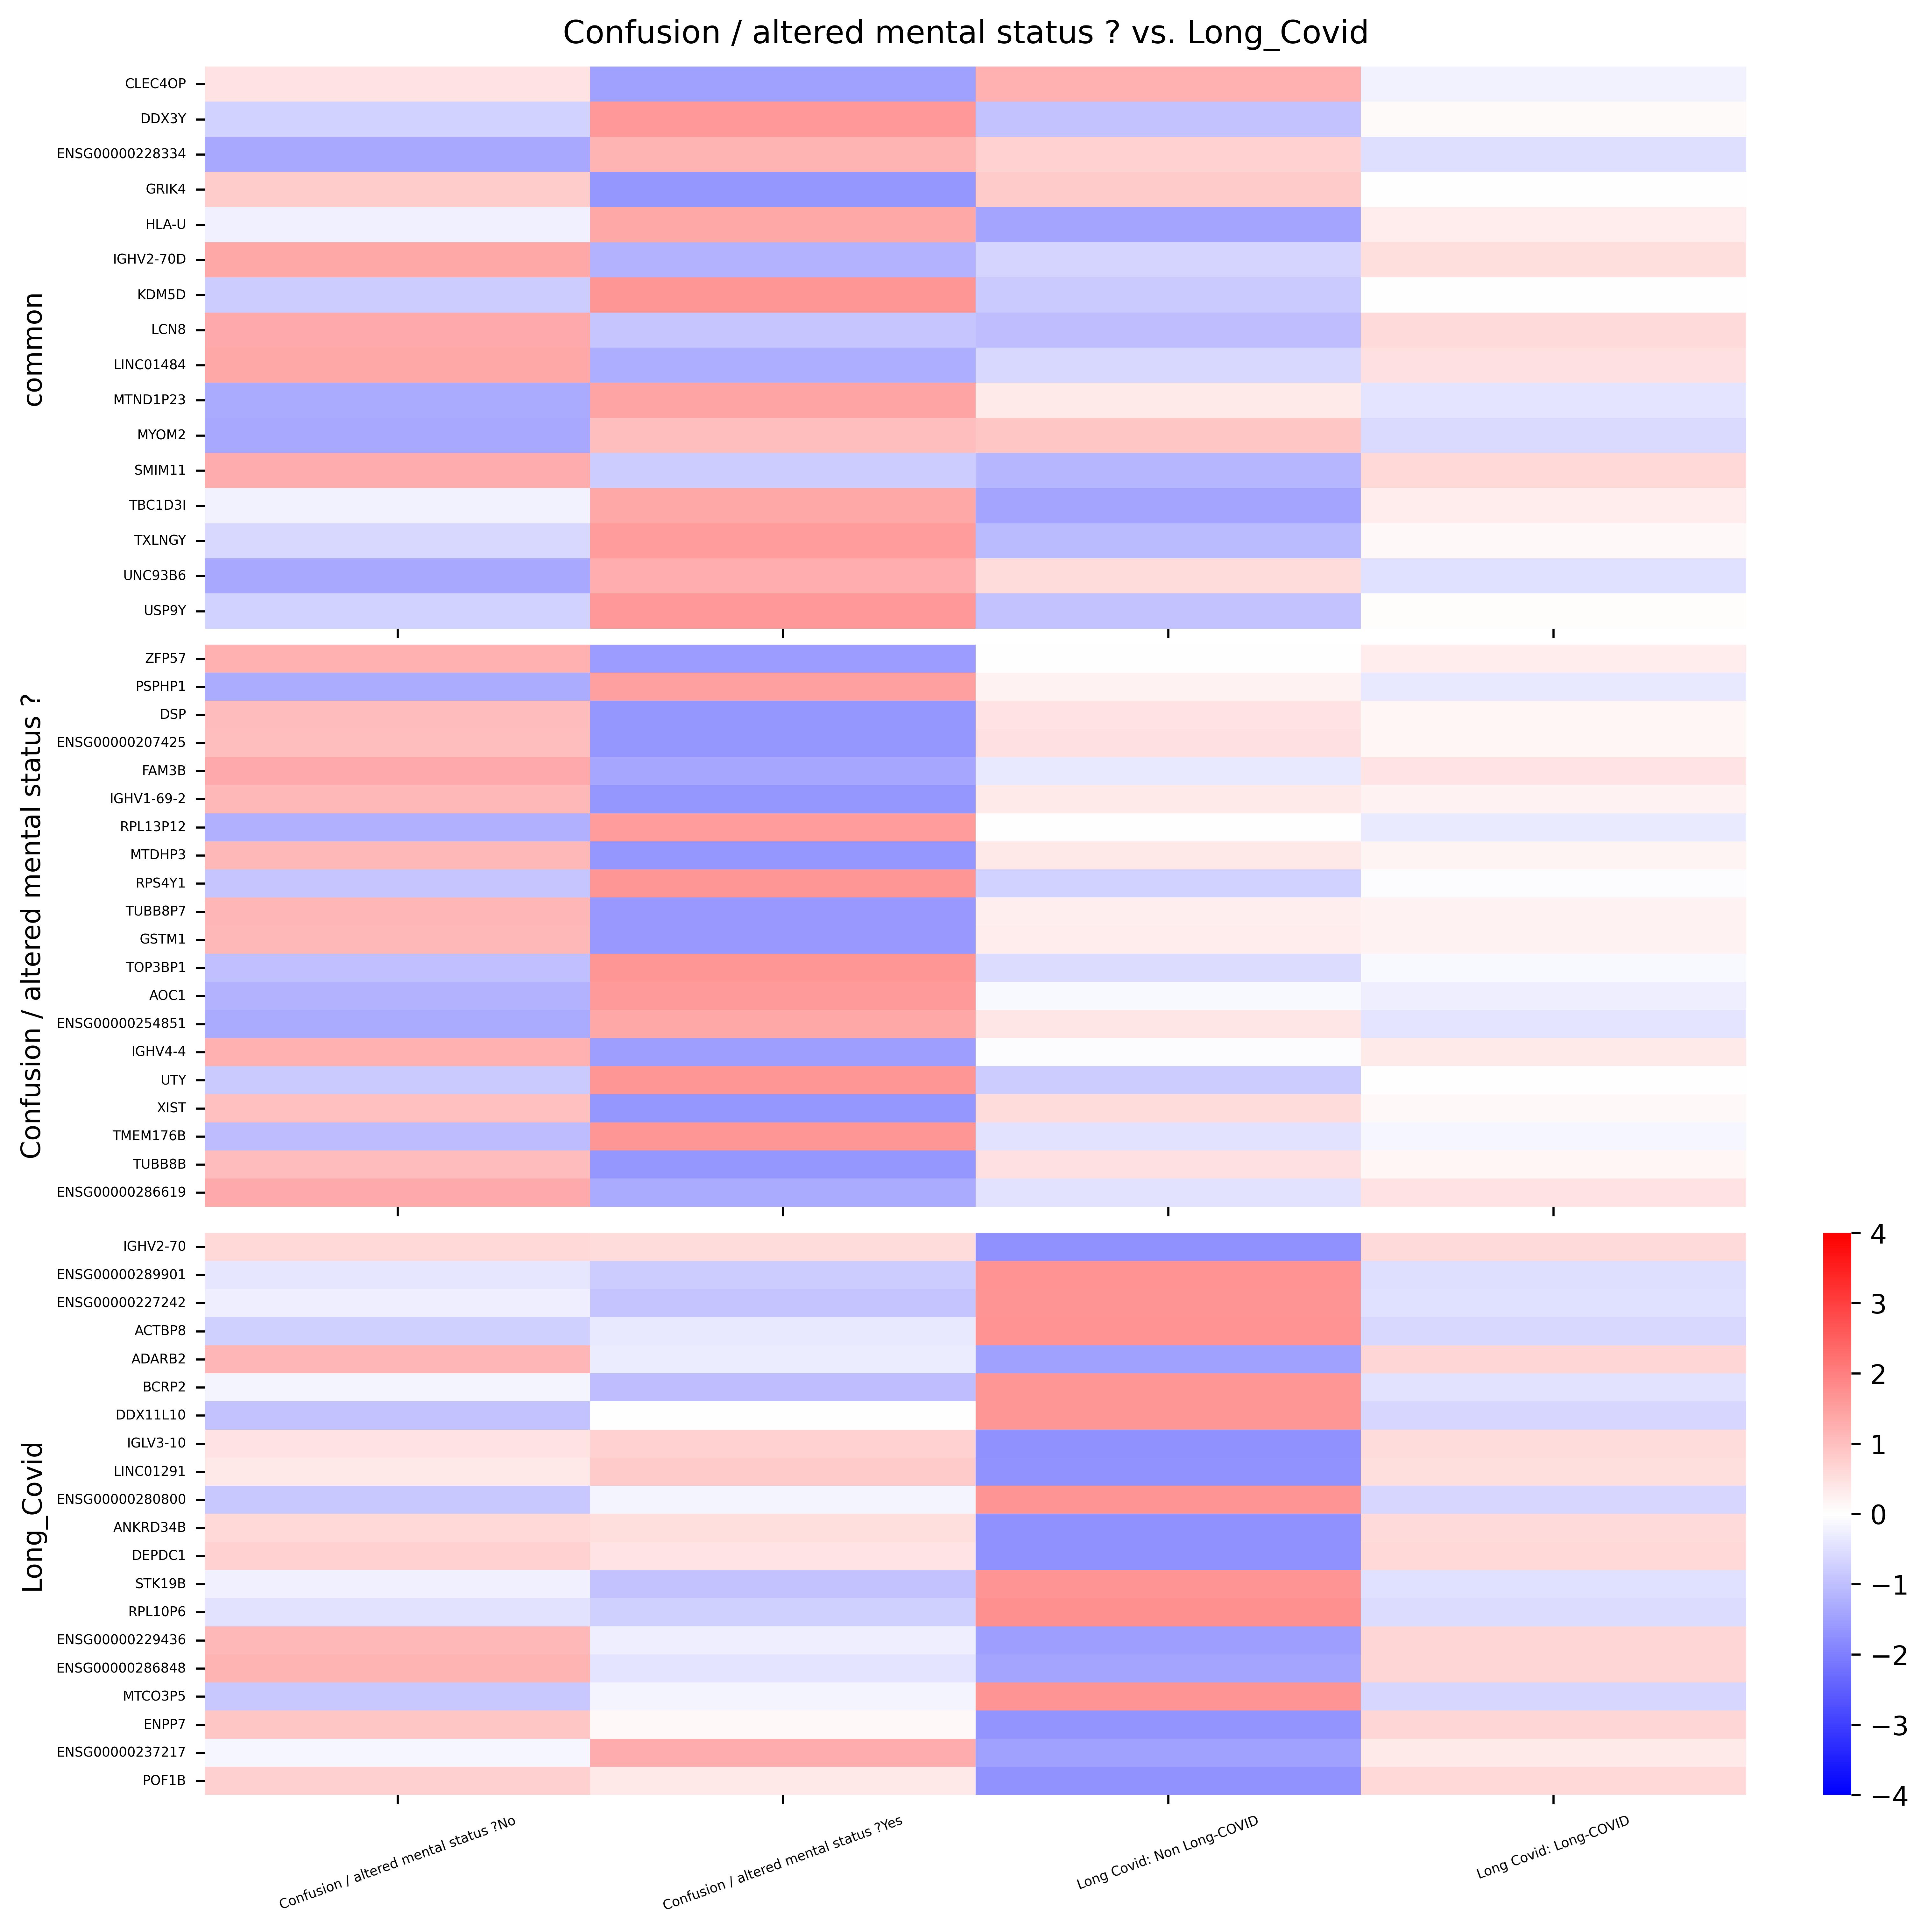 Confusion / altered mental status ? vs. Long_Covid
common
CLEC4OP
DDX3Y
ENSG00000228334
GRIK4
HLA-U
IGHV2-70D
KDM5D
LCN8
LINC01484
MTND1P23
MYOM2
SMIM11
TBC1D3I
TXLNGY
UNC93B6
USP9Y
Confusion / altered mental status ?
ZFP57
PSPHP1
DSP
ENSG00000207425
FAM3B
IGHV1-69-2
RPL13P12
MTDHP3
RPS4Y1
TUBB8P7
GSTM1
TOP3BP1
AOC1
ENSG00000254851
IGHV4-4
UTY
XIST
TMEM176B
TUBB8B
ENSG00000286619
Long_Covid
IGHV2-70
ENSG00000289901
ENSG00000227242
ACTBP8
ADARB2
BCRP2
DDX11L10
IGLV3-10
LINC01291
ENSG00000280800
ANKRD34B
DEPDC1
STK19B
RPL10P6
ENSG00000229436
ENSG00000286848
MTCO3P5
ENPP7
ENSG00000237217
POF1B
4
3
2
1
0
−1
−2
−3
−4
Confusion / altered mental status ?No
Confusion / altered mental status ?Yes
Long Covid: Non Long-COVID
Long Covid: Long-COVID